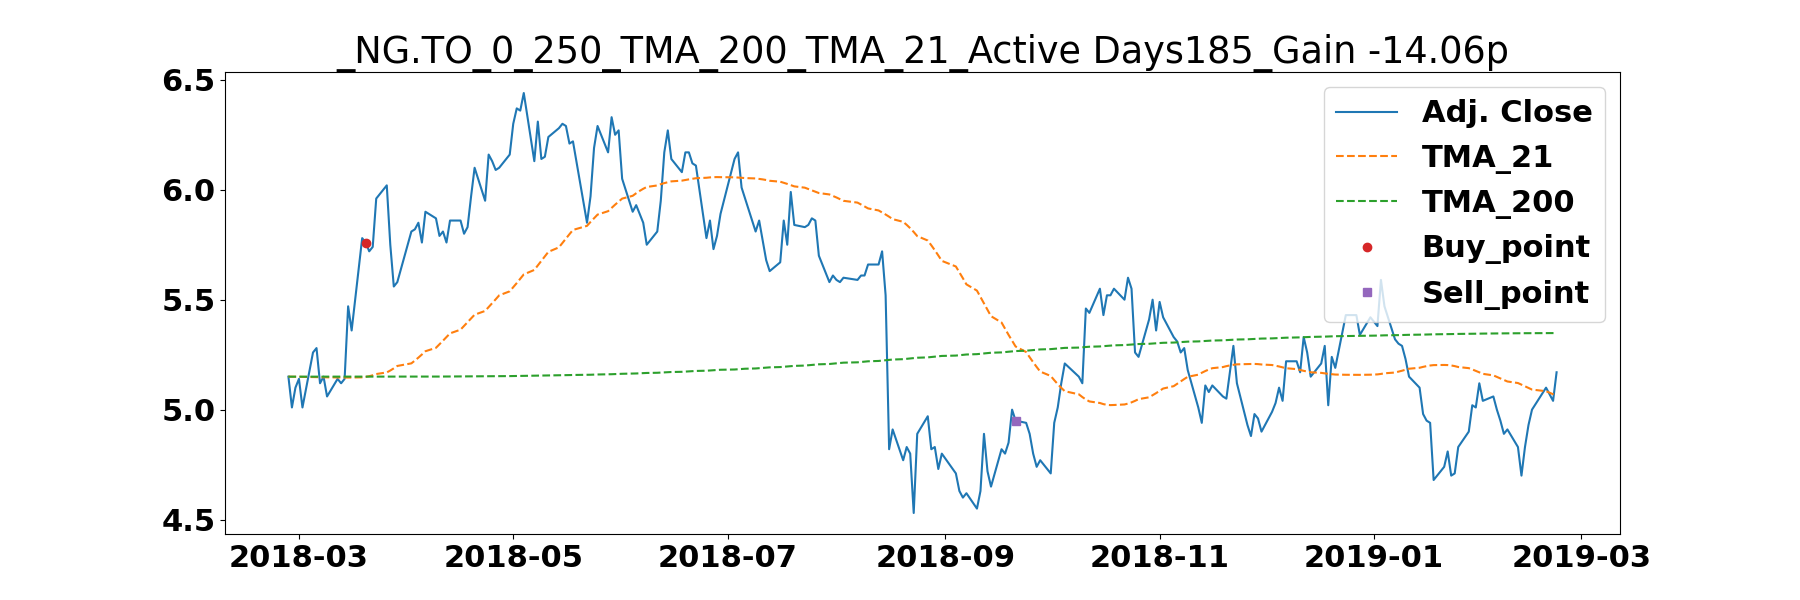 _NG.TO_0_250_TMA_200_TMA_21_Active Days185_Gain -14.06p
6.5
6.0
5.5
5.0
4.5
Adj. Close
TMA_21
TMA_200
Buy_point
Sell_point
2018-03 2018-05 2018-07 2018-09 2018-11 2019-01 2019-03